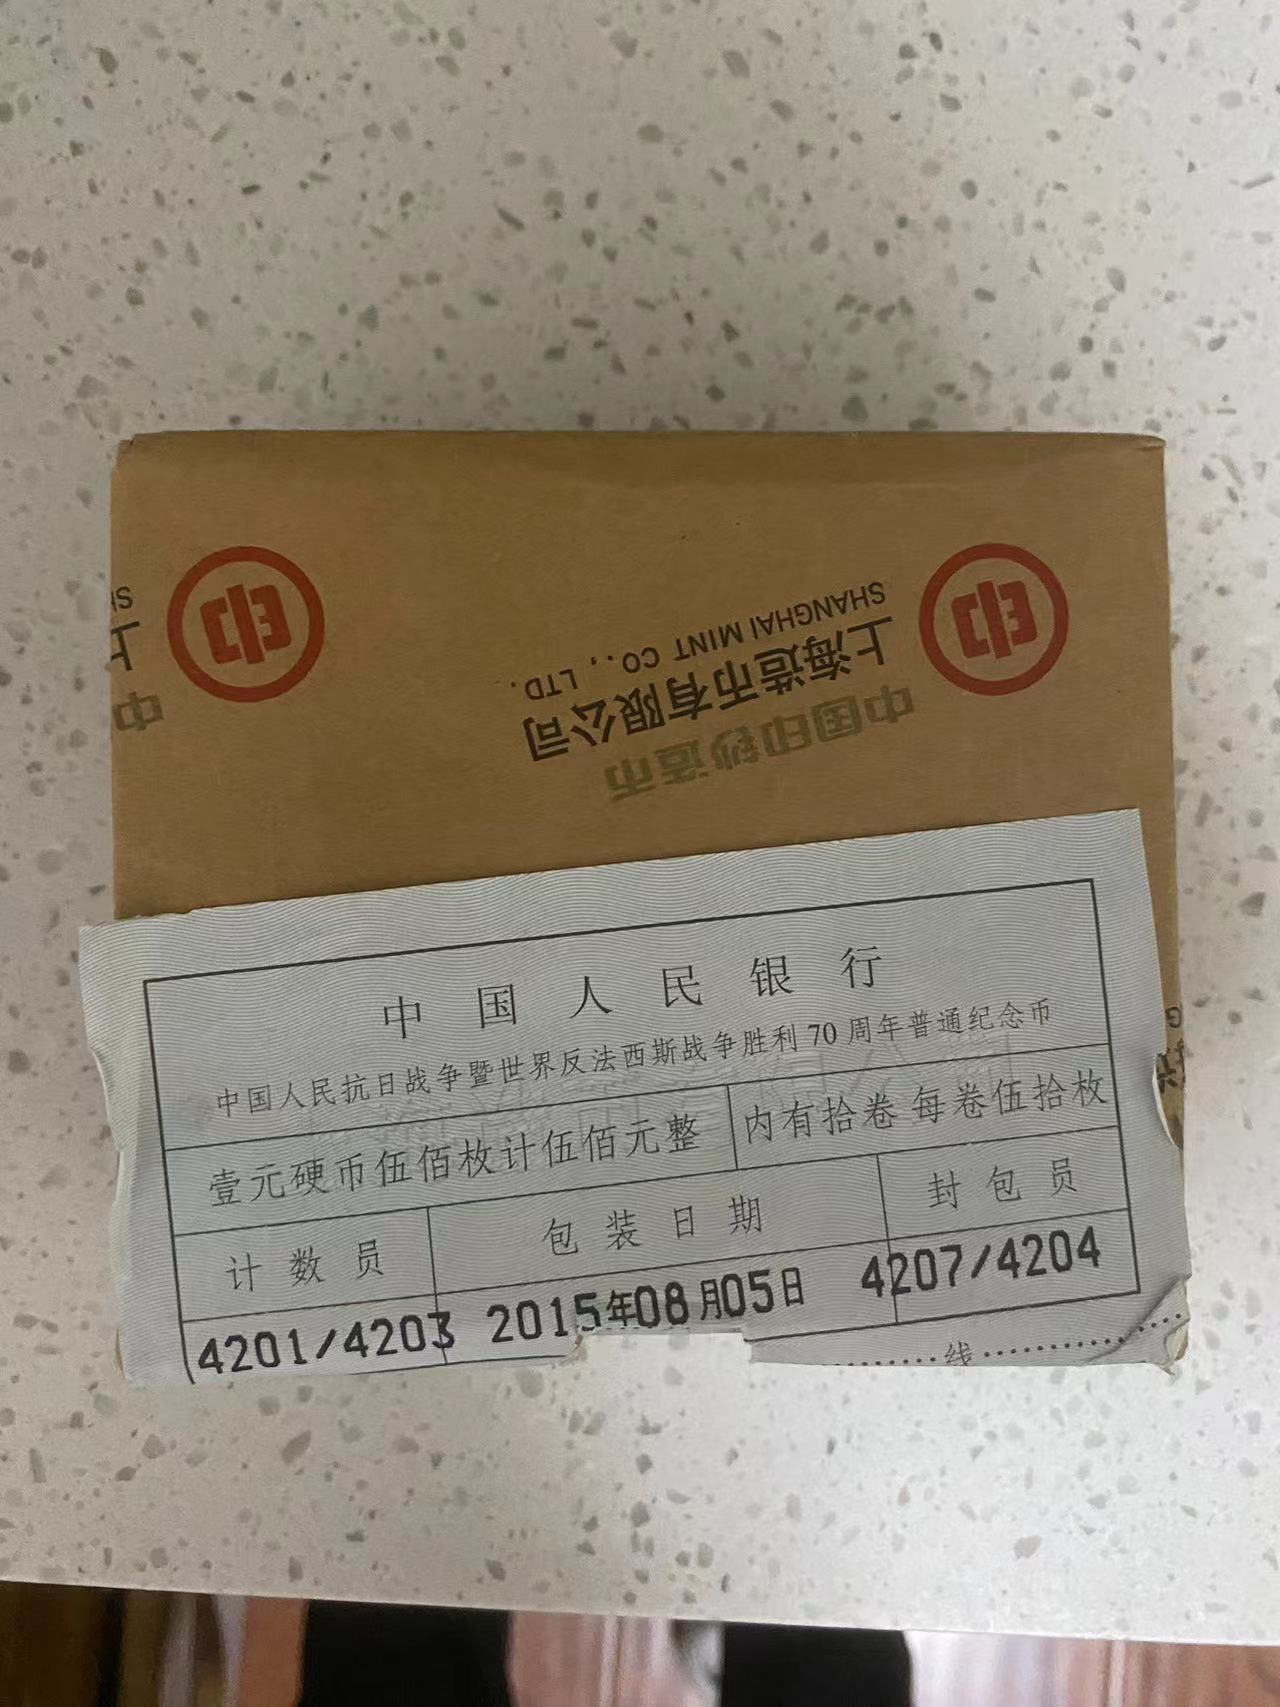 SHANGHAI MINT CO., LTD.
上海造币有限公司
中国印钞造币
上
中
中国人民银行
中国人民抗日战争暨世界反法西斯战争胜利70周年普通纪念币
壹元硬币伍佰枚计伍佰元整 内有拾卷 每卷伍拾枚
计数员 包装日期 封包员
4201/4203 2015年08月05日 4207/4204
线